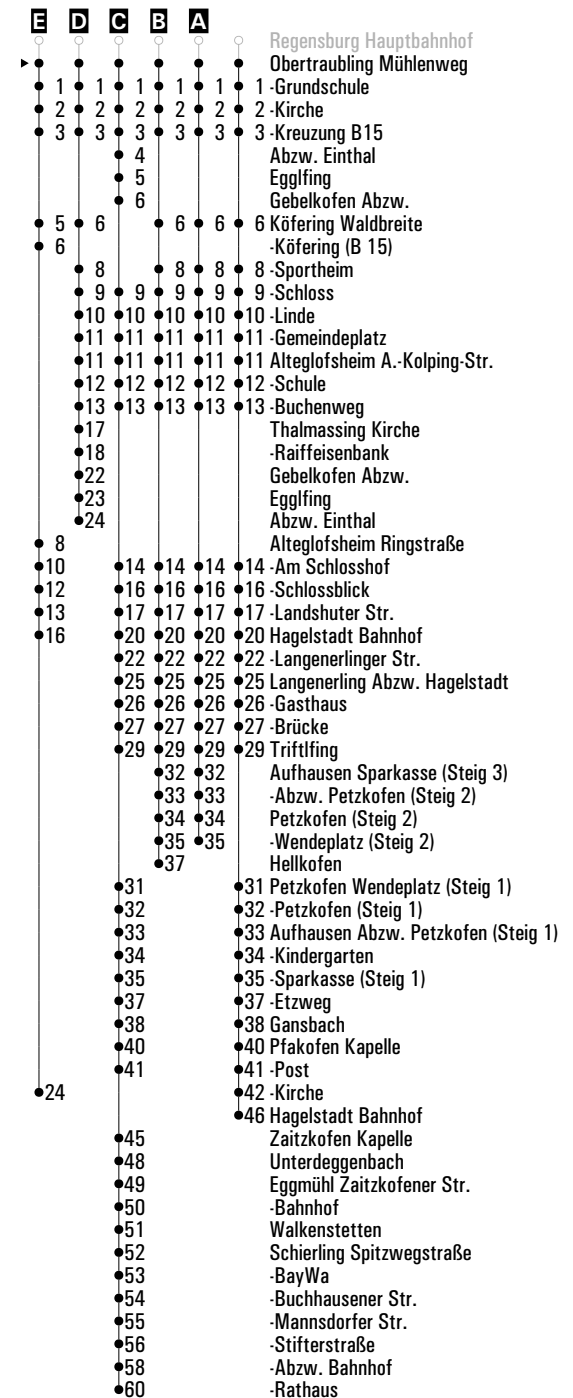 E D C B A
Regensburg Hauptbahnhof
Obertraubling Mühlenweg
1 1 1 1 1 1 -Grundschule
2 2 2 2 2 2 -Kirche
3 3 3 3 3 3 -Kreuzung B15
4 Abzw. Einthal
5 Egglfing
6 Gebelkofen Abzw.
5 6 6 6 6 Köfering Waldbreite
6 -Köfering (B 15)
8 8 8 8 -Sportheim
9 9 9 9 9 -Schloss
10 10 10 10 10 -Linde
11 11 11 11 11 -Gemeindeplatz
11 11 11 11 11 Alteglofsheim A.-Kolping-Str.
12 12 12 12 12 -Schule
13 13 13 13 13 -Buchenweg
17 Thalmassing Kirche
18 -Raiffeisenbank
22 Gebelkofen Abzw.
23 Egglfing
24 Abzw. Einthal
8 Alteglofsheim Ringstraße
10 14 14 14 14 -Am Schlosshof
12 16 16 16 16 -Schlossblick
13 17 17 17 17 -Landshuter Str.
16 20 20 20 20 Hagelstadt Bahnhof
22 22 22 22 -Langenerlinger Str.
25 25 25 25 Langenerling Abzw. Hagelstadt
26 26 26 26 -Gasthaus
27 27 27 27 -Brücke
29 29 29 29 Triftlfing
32 32 Aufhausen Sparkasse (Steig 3)
33 33 -Abzw. Petzkofen (Steig 2)
34 34 Petzkofen (Steig 2)
35 35 -Wendeplatz (Steig 2)
37 Hellkofen
31 31 Petzkofen Wendeplatz (Steig 1)
32 32 -Petzkofen (Steig 1)
33 33 Aufhausen Abzw. Petzkofen (Steig 1)
34 34 -Kindergarten
35 35 -Sparkasse (Steig 1)
37 37 -Etzweg
38 38 Gansbach
40 40 Pfakofen Kapelle
41 41 -Post
24 42 -Kirche
46 Hagelstadt Bahnhof
45 Zaitzkofen Kapelle
48 Unterdeggenbach
49 Eggmühl Zaitzkofener Str.
50 -Bahnhof
51 Walkenstetten
52 Schierling Spitzwegstraße
53 -BayWa
54 -Buchhausener Str.
55 -Mannsdorfer Str.
56 -Stifterstraße
58 -Abzw. Bahnhof
60 -Rathaus